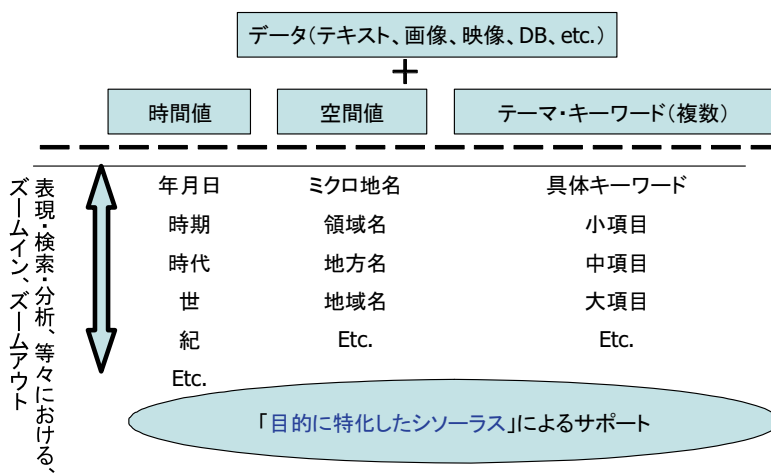 データ(テキスト、画像、映像、DB、etc.)
+
時間値 空間値 テーマ・キーワード(複数)
年月日 ミクロ地名 具体キーワード
時期 領域名 小項目
時代 地方名 中項目
世 地域名 大項目
紀 Etc. Etc.
Etc.
表現・検索・分析、等々における、
ズームイン、ズームアウト
「目的に特化したシソーラス」によるサポート